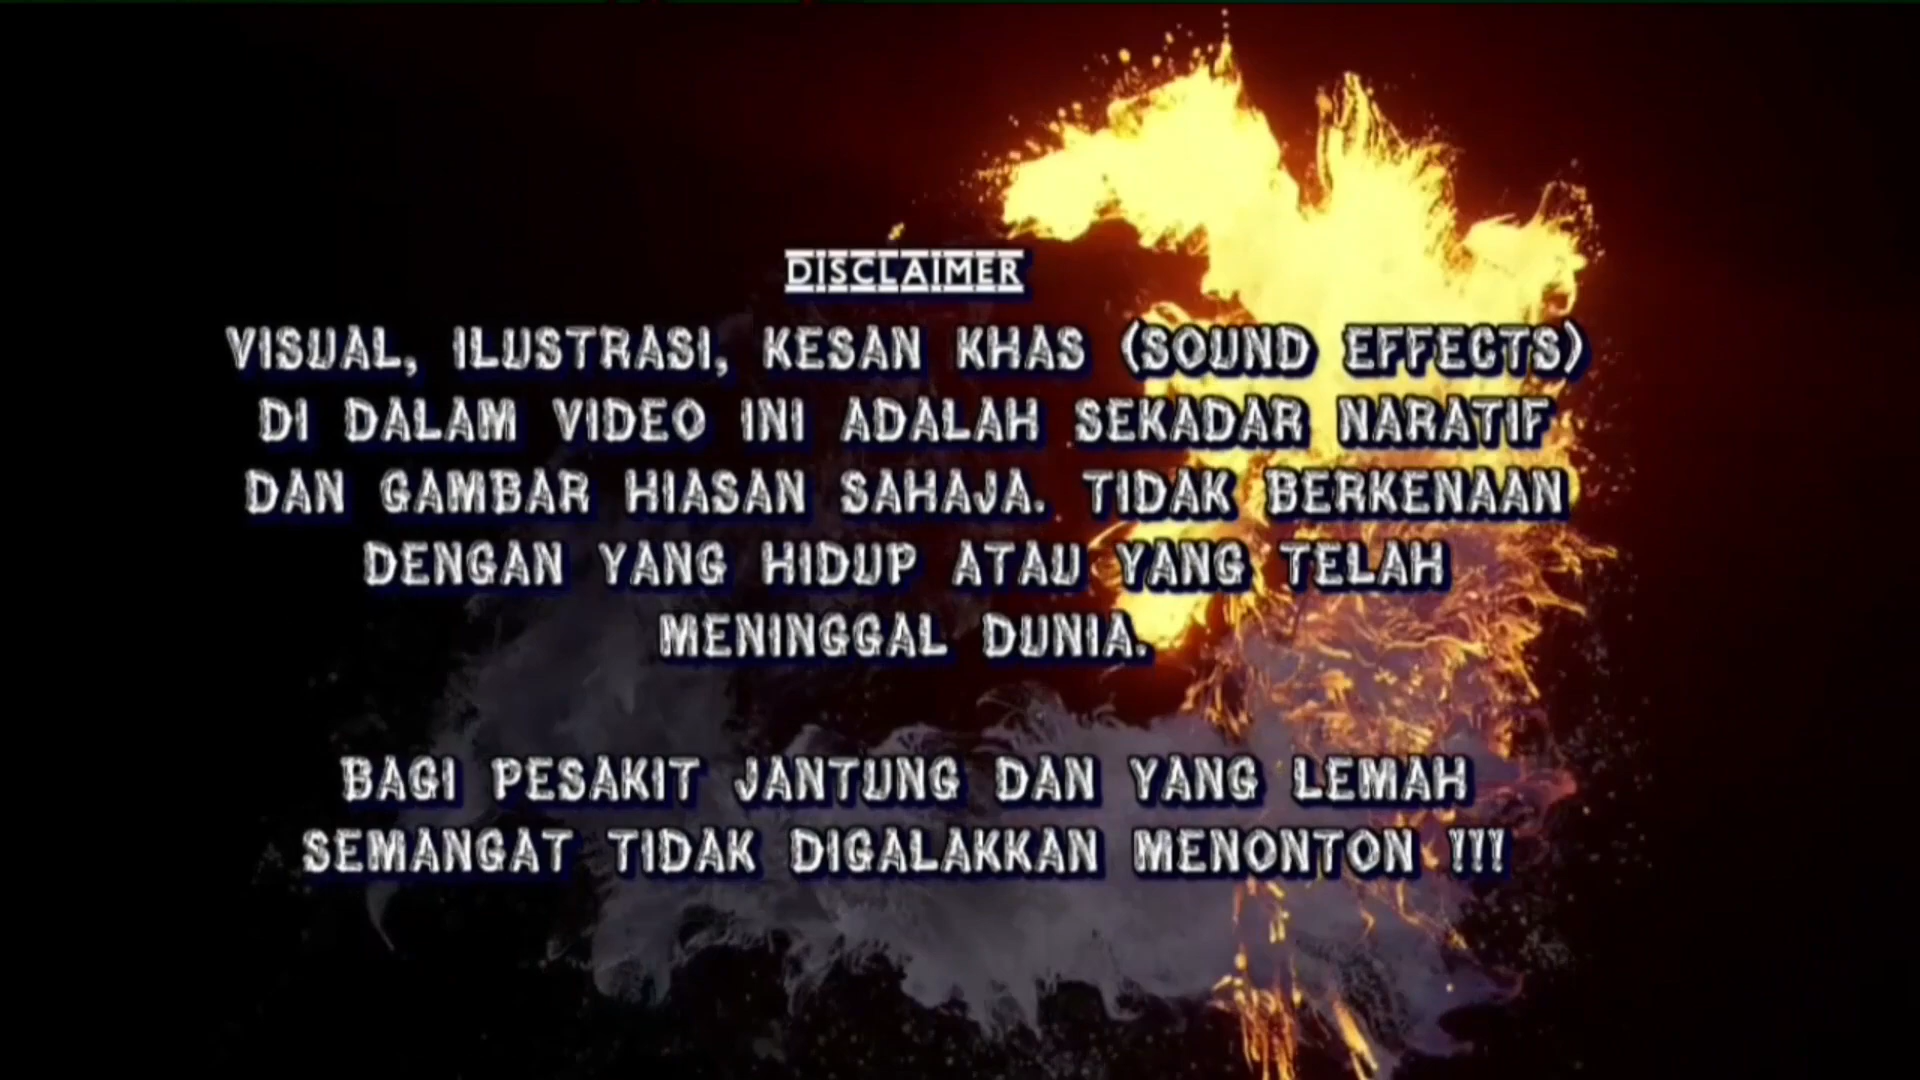 DISCLAIMER
VISUAL, ILUSTRASI, KESAN KHAS (SOUND EFFECTS)
DI DALAM VIDEO INI ADALAH SEKADAR NARATIF
DAN GAMBAR HIASAN SAHAJA. TIDAK BERKENAAN
DENGAN YANG HIDUP ATAU YANG TELAH
MENINGGAL DUNIA.
BAGI PESAKIT JANTUNG DAN YANG LEMAH
SEMANGAT TIDAK DIGALAKKAN MENONTON !!!